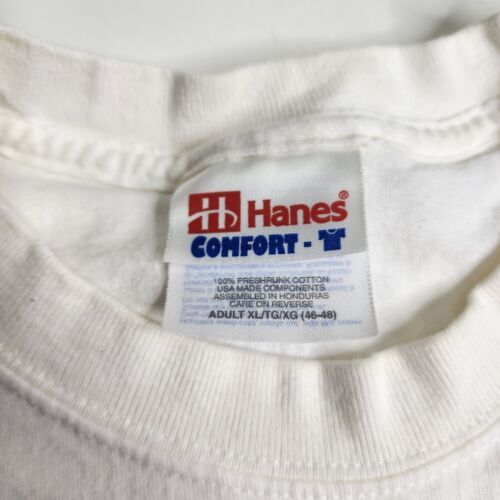 Hanes®
COMFORT -
100% PRESHRUNK COTTON
USA MADE COMPONENTS
ASSEMBLED IN HONDURAS
CARE ON REVERSE
ADULT XL/TG/XG (46-48)